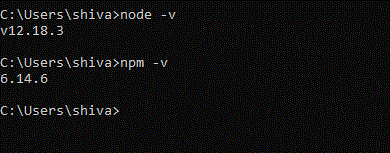 C:\Users\shiva>node -v
v12.18.3
C:\Users\shiva>npm -v
6.14.6
C:\Users\shiva>